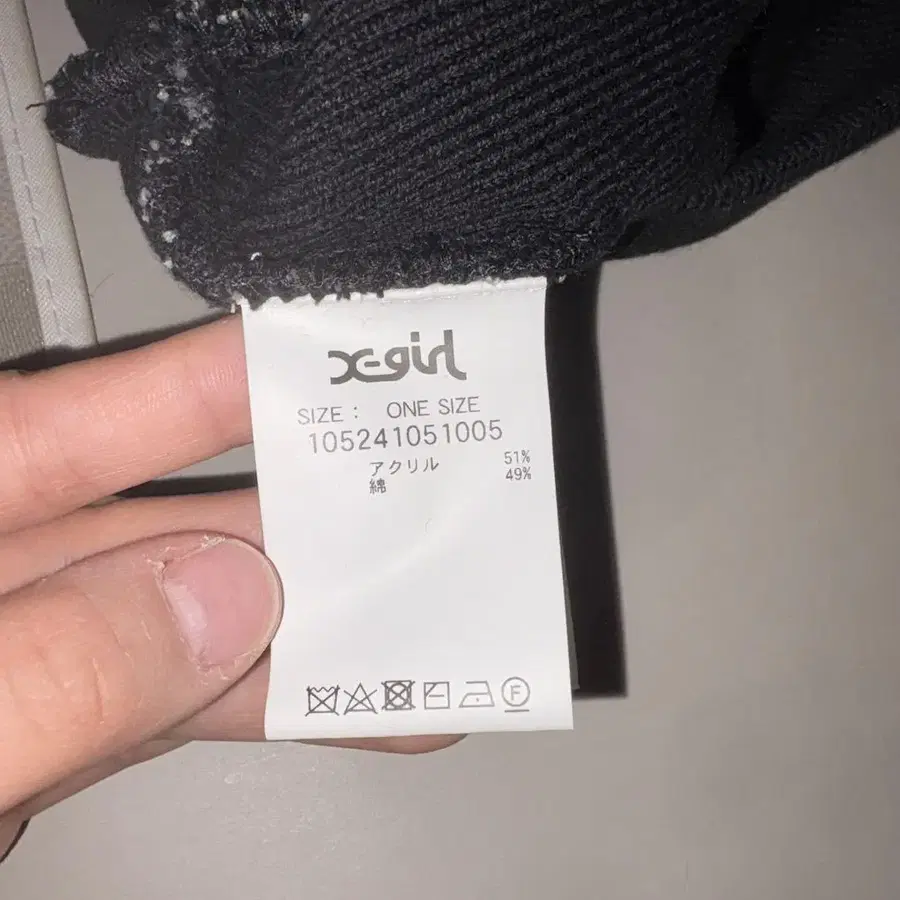 X-girl
SIZE : ONE SIZE
105241051005
アクリル 51%
綿 49%
F